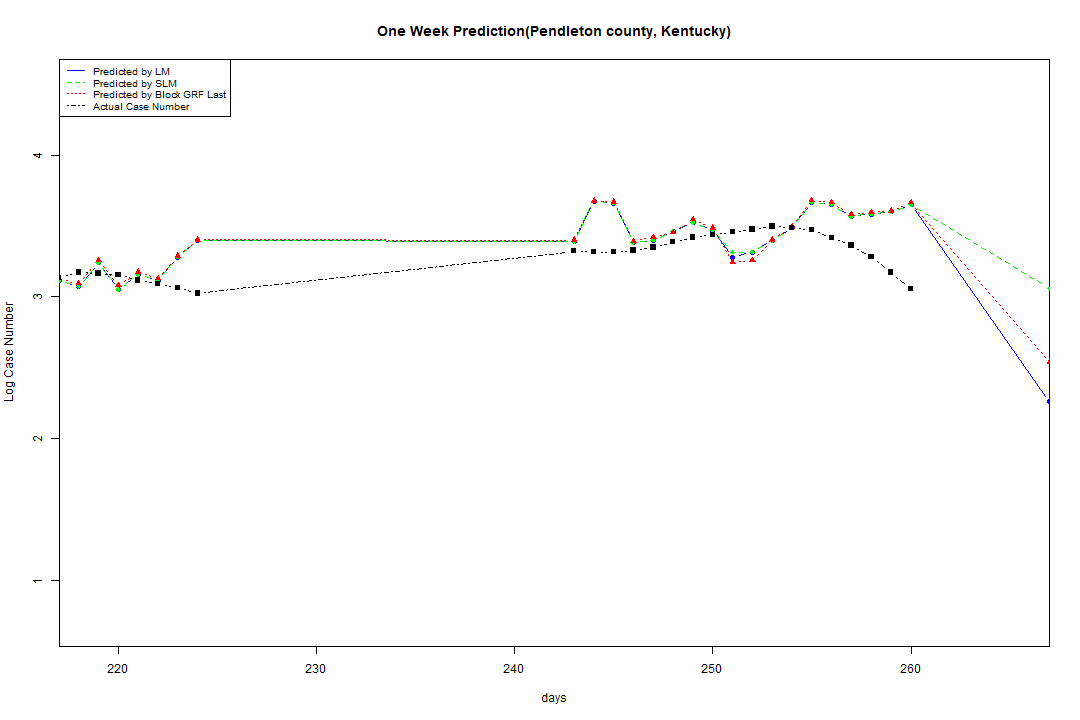 One Week Prediction(Pendleton county, Kentucky)
Predicted by LM
Predicted by SLM
Predicted by Block GRF Last
Actual Case Number
4
3
2
1
Log Case Number
220
230
240
250
260
days